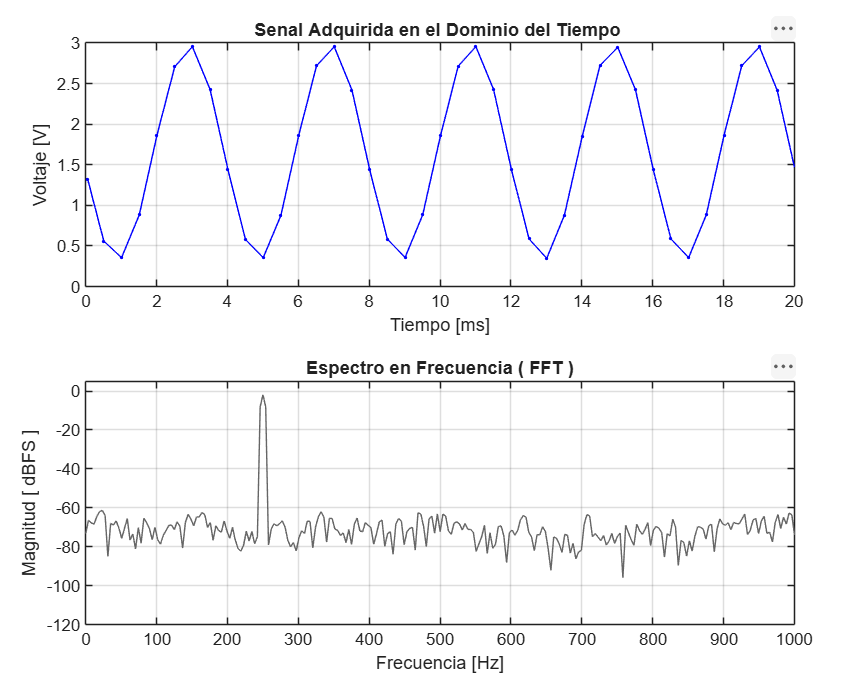 Senal Adquirida en el Dominio del Tiempo
3
2.5
2
1.5
1
0.5
0
Voltaje [V]
0 2 4 6 8 10 12 14 16 18 20
Tiempo [ms]
Espectro en Frecuencia ( FFT )
0
-20
-40
-60
-80
-100
-120
Magnitud [ dBFS ]
0 100 200 300 400 500 600 700 800 900 1000
Frecuencia [Hz]